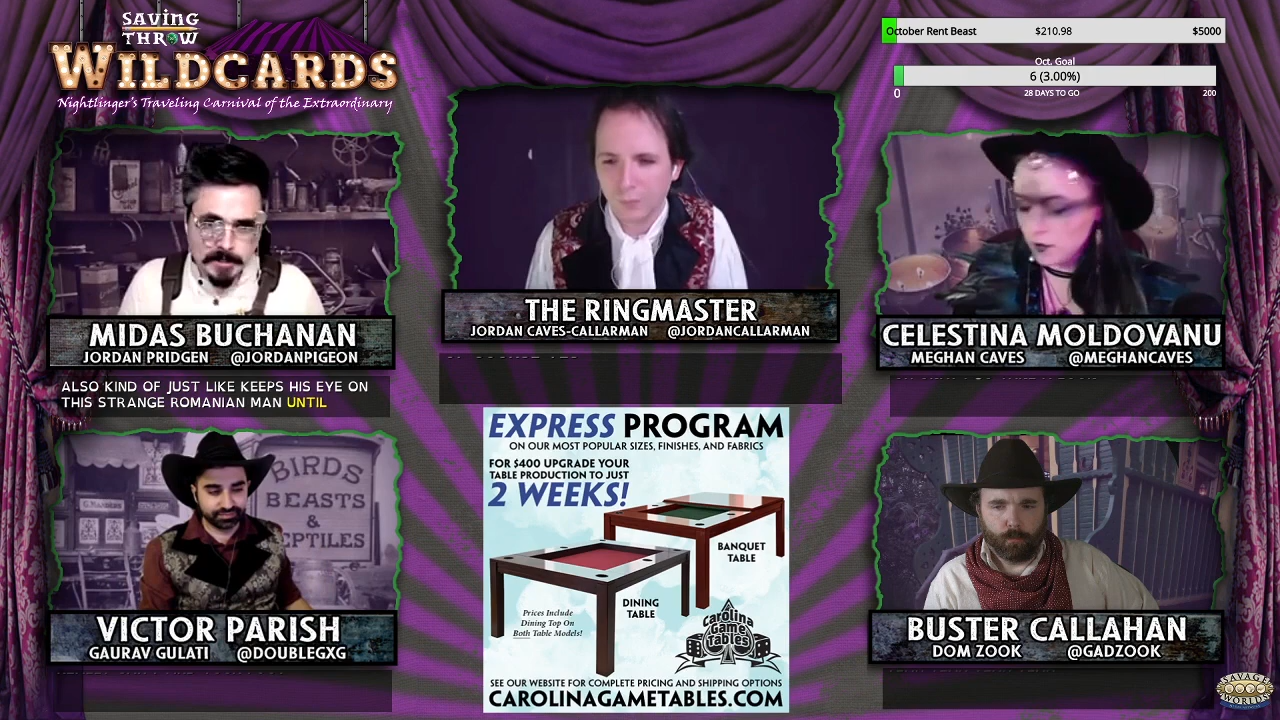 SAVING
THROW
WILDCARDS
Nightlinger's Traveling Carnival of the Extraordinary
October Rent Beast $210.98 $5000
Oct. Goal
6 (3.00%)
0 28 DAYS TO GO 200
MIDAS BUCHANAN
JORDAN PRIDGEN @JORDANPIGEON
ALSO KIND OF JUST LIKE KEEPS HIS EYE ON
THIS STRANGE ROMANIAN MAN UNTIL
THE RINGMASTER
JORDAN CAVES-CALLARMAN @JORDANCALLARMAN
CELESTINA MOLDOVANU
MEGHAN CAVES @MEGHANCAVES
BIRDS
BEASTS
&
EPTILES
VICTOR PARISH
GAURAV GULATI @DOUBLEGXG
EXPRESS PROGRAM
ON OUR MOST POPULAR SIZES, FINISHES, AND FABRICS
FOR $400 UPGRADE YOUR
TABLE PRODUCTION TO JUST
2 WEEKS!
BANQUET
TABLE
DINING
TABLE
Prices Include
Dining Top On
Both Table Models!
Carolina
Game
Tables
SEE OUR WEBSITE FOR COMPLETE PRICING AND SHIPPING OPTIONS
CAROLINAGAMETABLES.COM
BUSTER CALLAHAN
DOM ZOOK @GADZOOK
SAVAGE
WORLDS